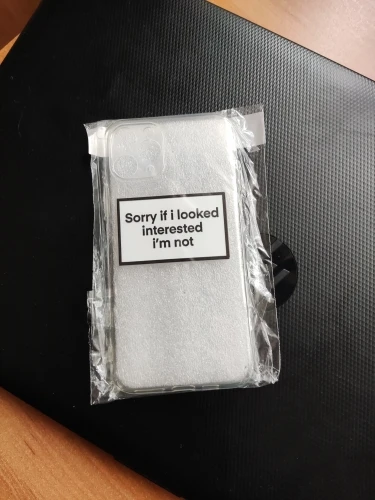 Sorry if i looked
interested
i'm not